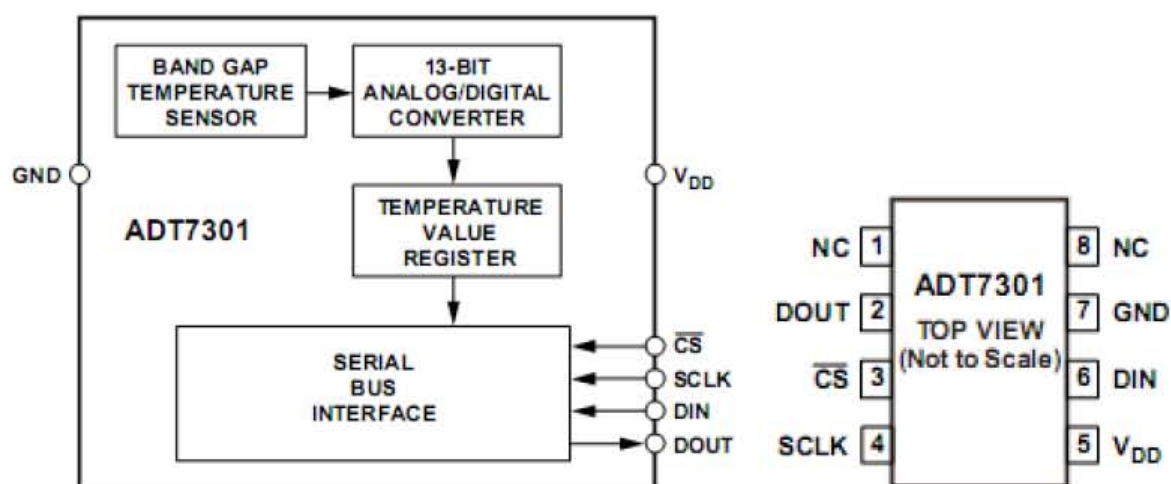 BAND GAP
TEMPERATURE
SENSOR
13-BIT
ANALOG/DIGITAL
CONVERTER
GND
VDD
ADT7301
TEMPERATURE
VALUE
REGISTER
SERIAL
BUS
INTERFACE
C̅S̅
SCLK
DIN
DOUT
NC 1
DOUT 2
C̅S̅ 3
SCLK 4
ADT7301
TOP VIEW
(Not to Scale)
8 NC
7 GND
6 DIN
5 VDD